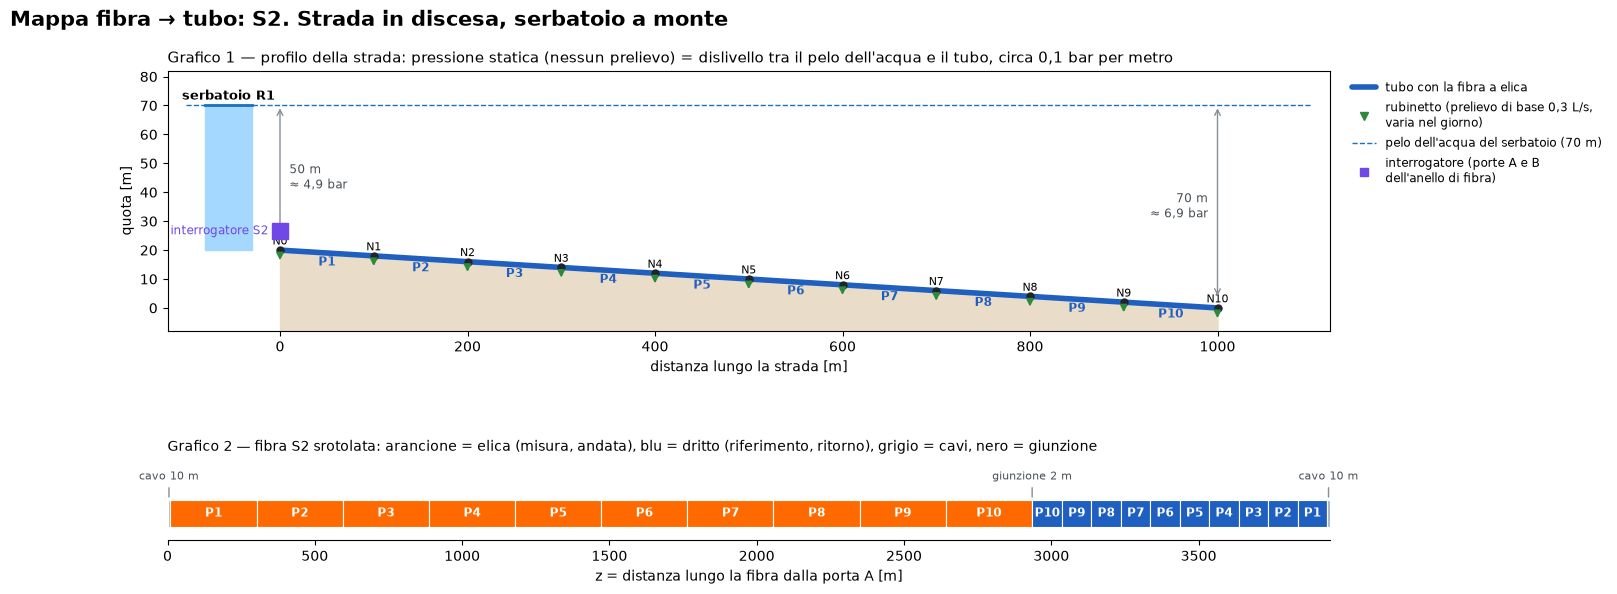 Mappa fibra → tubo: S2. Strada in discesa, serbatoio a monte
Grafico 1 — profilo della strada: pressione statica (nessun prelievo) = dislivello tra il pelo dell'acqua e il tubo, circa 0,1 bar per metro
quota [m]
80
70
60
50
40
30
20
10
0
serbatoio R1
50 m
≈ 4,9 bar
70 m
≈ 6,9 bar
interrogatore S2
N0
N1
N2
N3
N4
N5
N6
N7
N8
N9
N10
P1
P2
P3
P4
P5
P6
P7
P8
P9
P10
0
200
400
600
800
1000
distanza lungo la strada [m]
tubo con la fibra a elica
rubinetto (prelievo di base 0,3 L/s,
varia nel giorno)
pelo dell'acqua del serbatoio (70 m)
interrogatore (porte A e B
dell'anello di fibra)
Grafico 2 — fibra S2 srotolata: arancione = elica (misura, andata), blu = dritto (riferimento, ritorno), grigio = cavi, nero = giunzione
cavo 10 m
giunzione 2 m
cavo 10 m
P1
P2
P3
P4
P5
P6
P7
P8
P9
P10
P10
P9
P8
P7
P6
P5
P4
P3
P2
P1
0
500
1000
1500
2000
2500
3000
3500
z = distanza lungo la fibra dalla porta A [m]